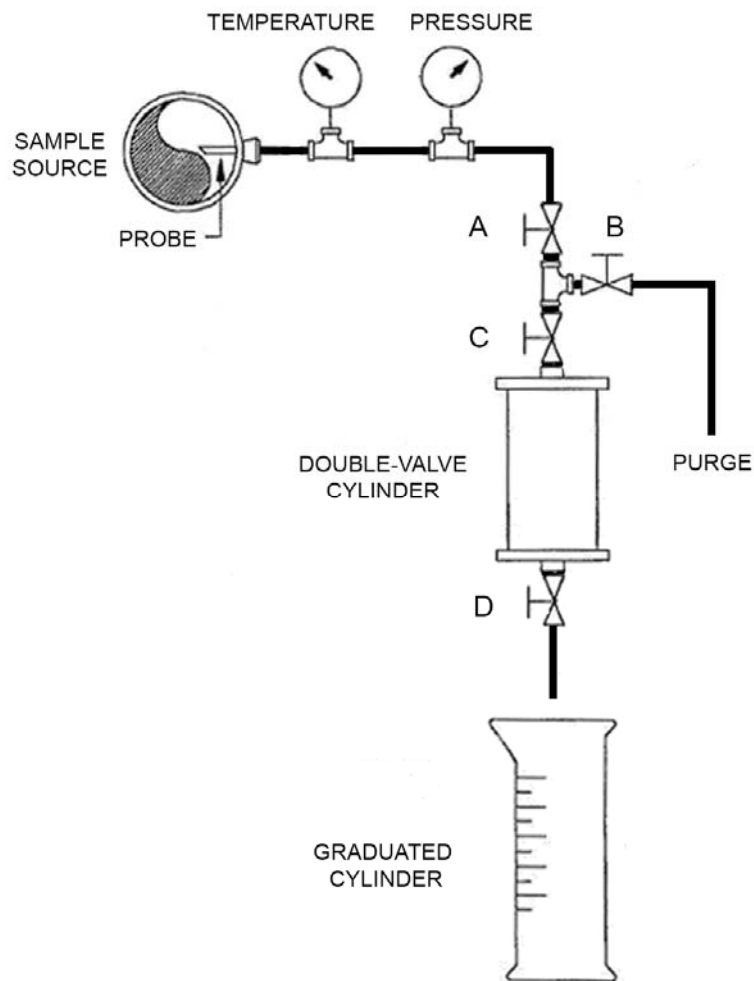 TEMPERATURE
PRESSURE
SAMPLE
SOURCE
PROBE
A
B
C
DOUBLE-VALVE
CYLINDER
PURGE
D
GRADUATED
CYLINDER